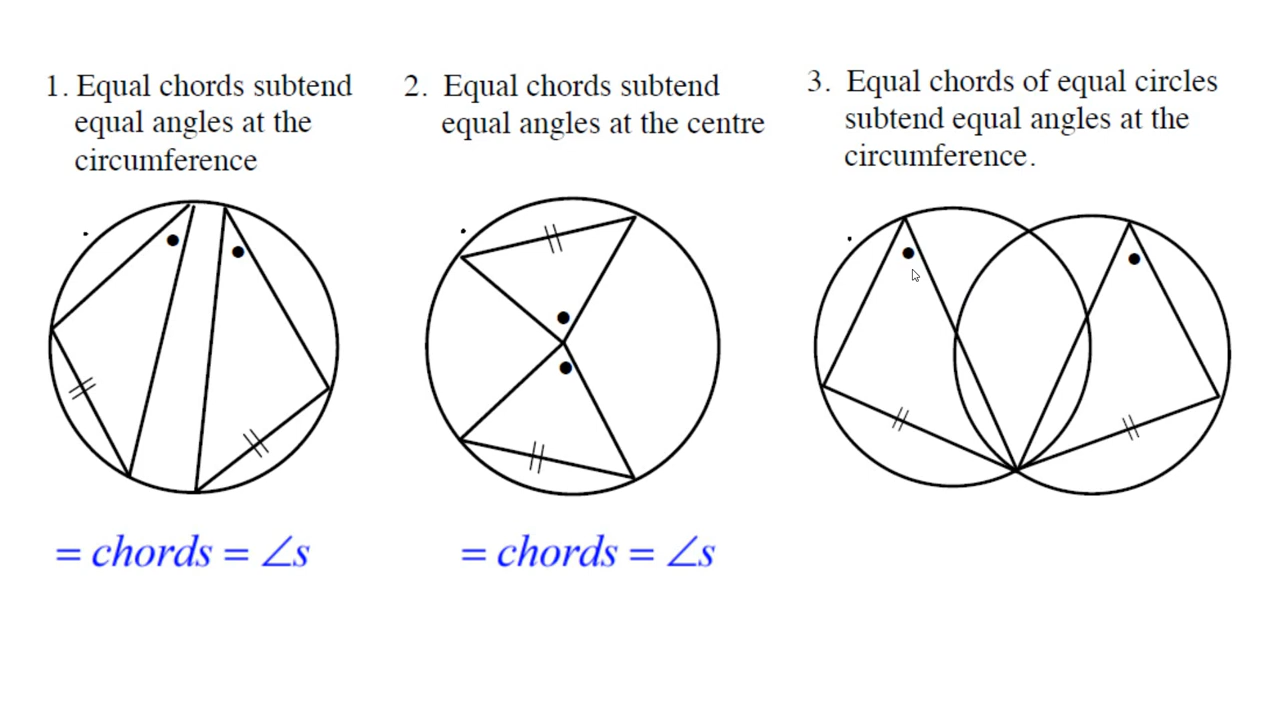 1. Equal chords subtend
equal angles at the
circumference
2. Equal chords subtend
equal angles at the centre
3. Equal chords of equal circles
subtend equal angles at the
circumference.
= chords = ∠s
= chords = ∠s